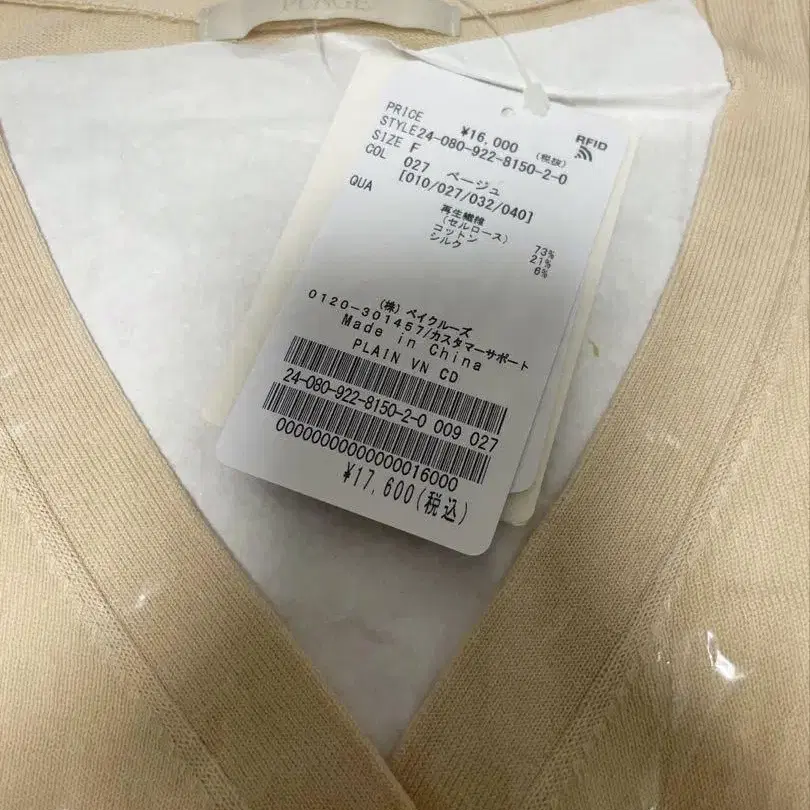 PLAGE
PRICE ¥16,000 (税抜)
RFID
STYLE24-080-922-8150-2-0
SIZE F
COL 027 ベージュ
[010/027/032/040]
QUA 再生繊維
(セルロース) 73%
コットン 21%
シルク 6%
(株) ベイクルーズ
0120-301457/カスタマーサポート
Made in China
PLAIN VN CD
24-080-922-8150-2-0 009 027
0000000000000016000
¥17,600(税込)